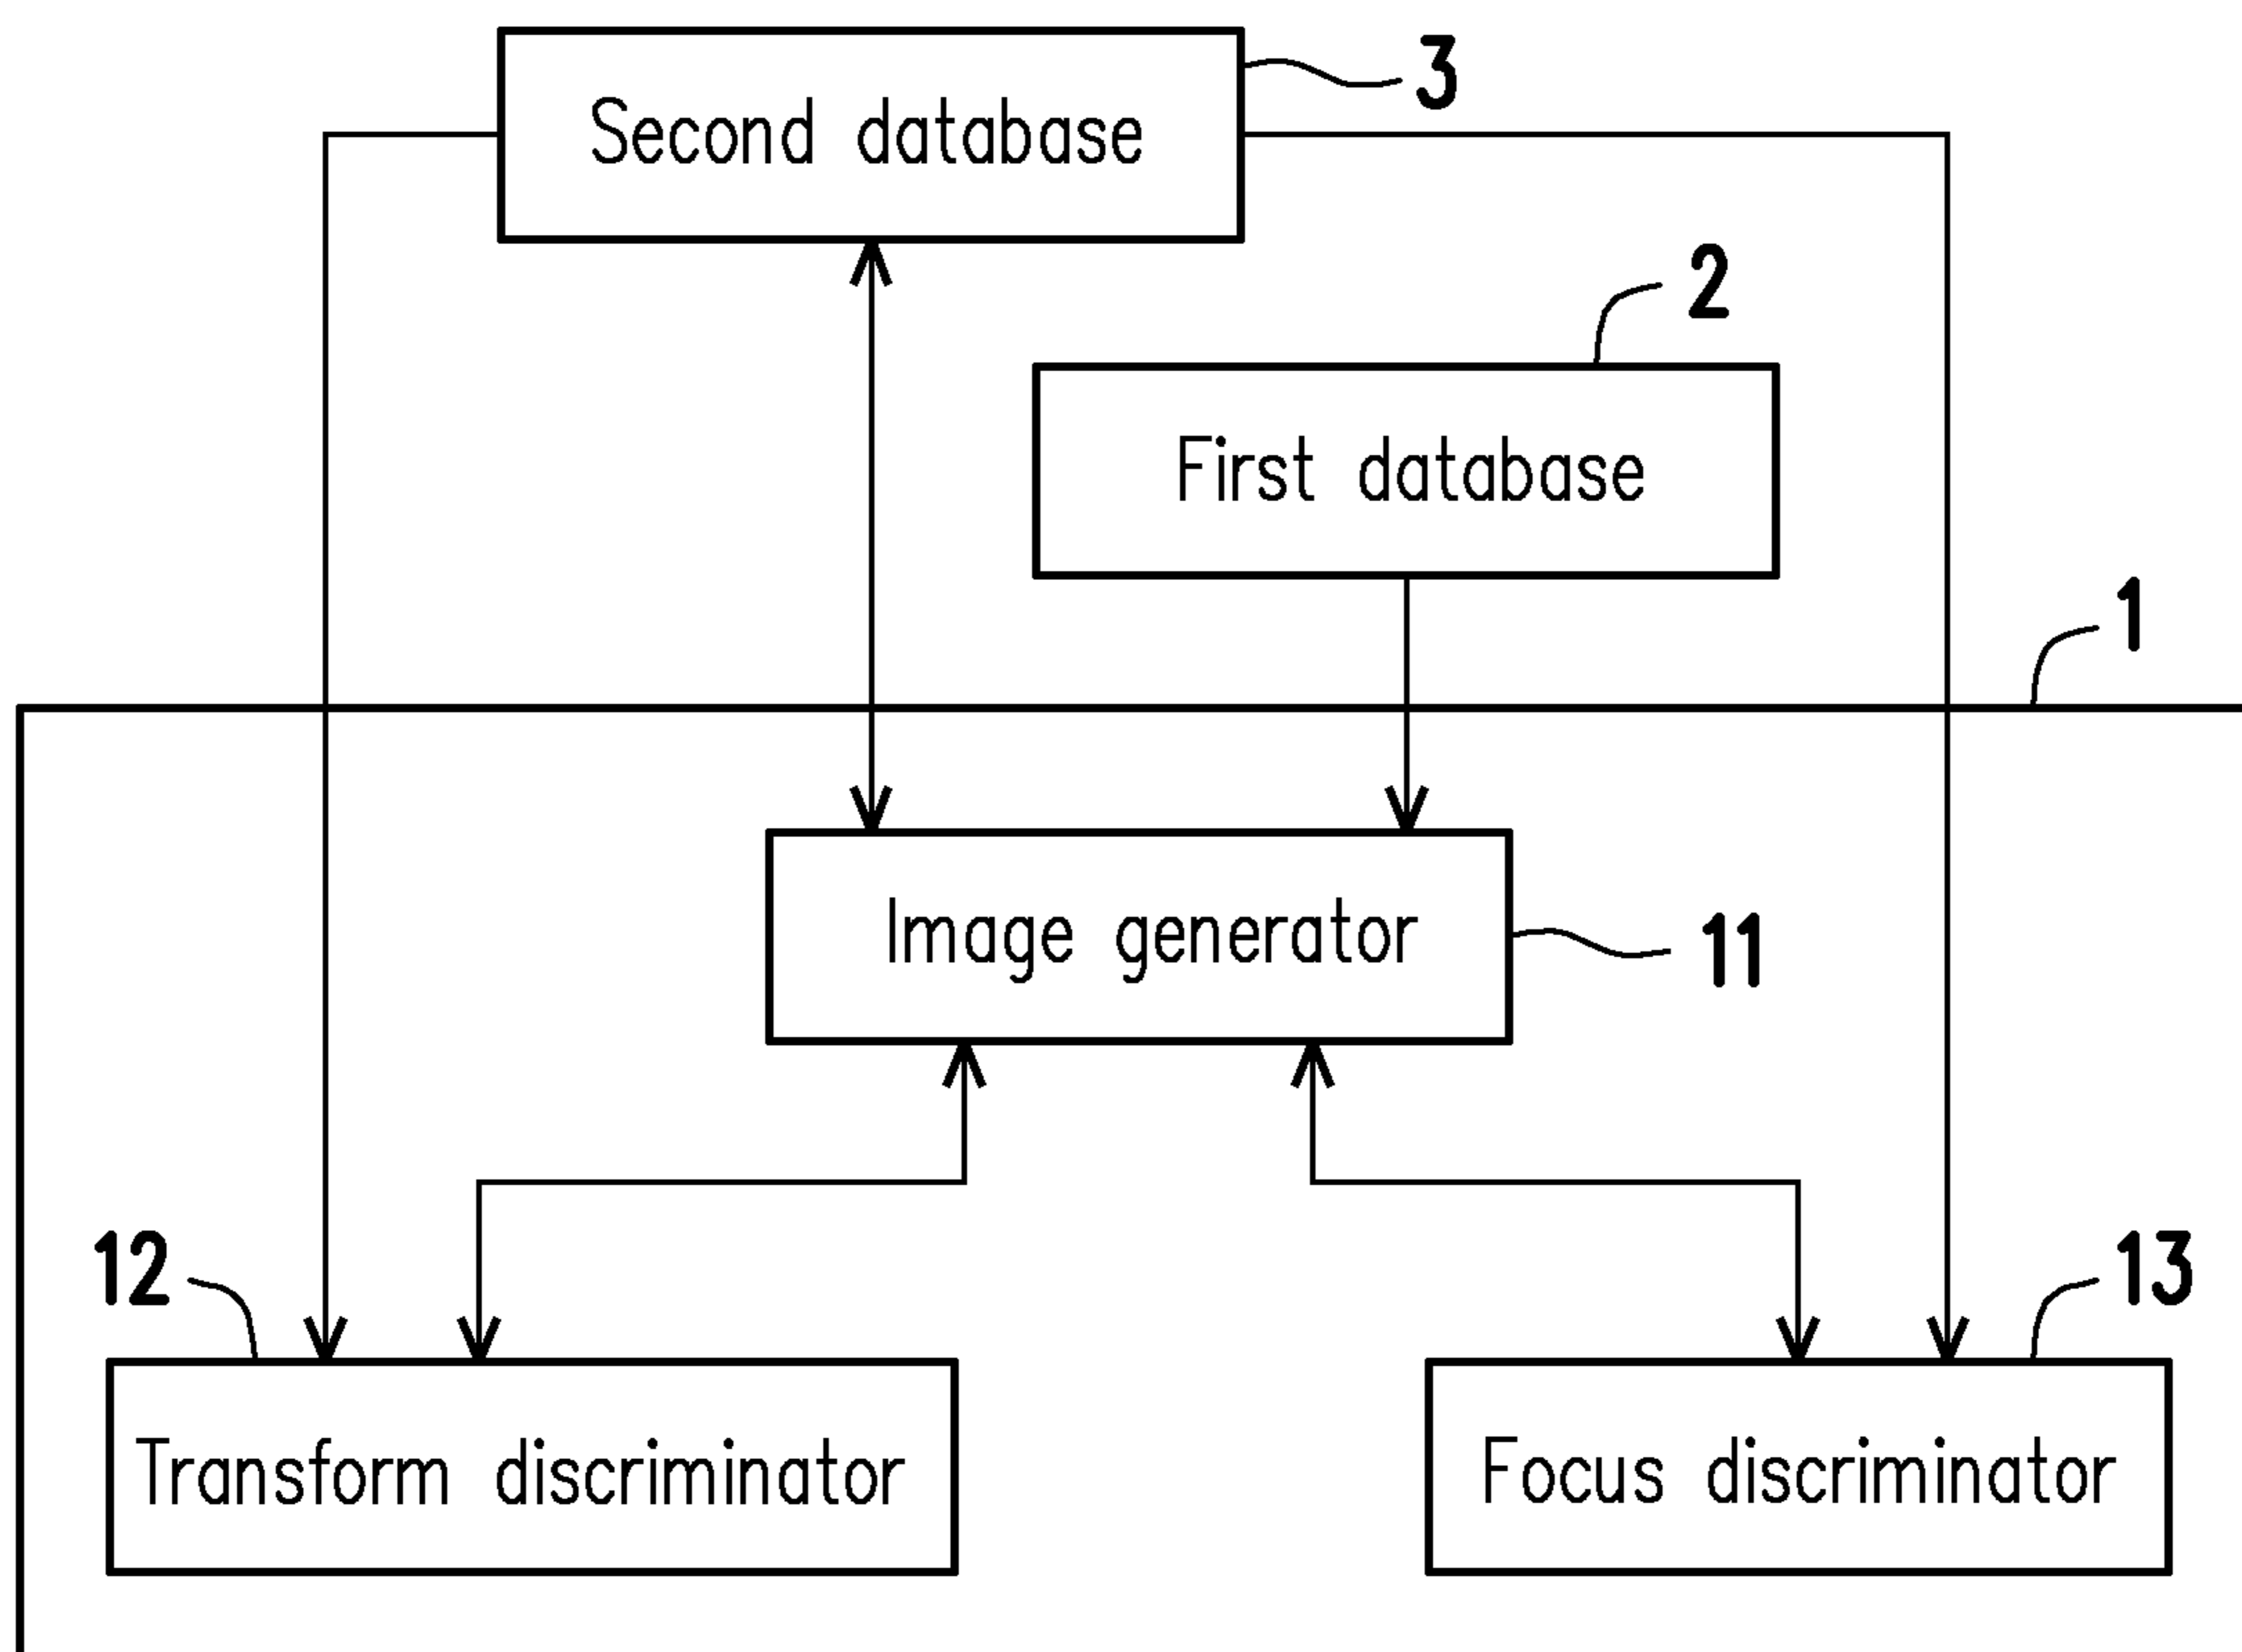 3
Second database
2
First database
1
Image generator
11
12
13
Transform discriminator
Focus discriminator